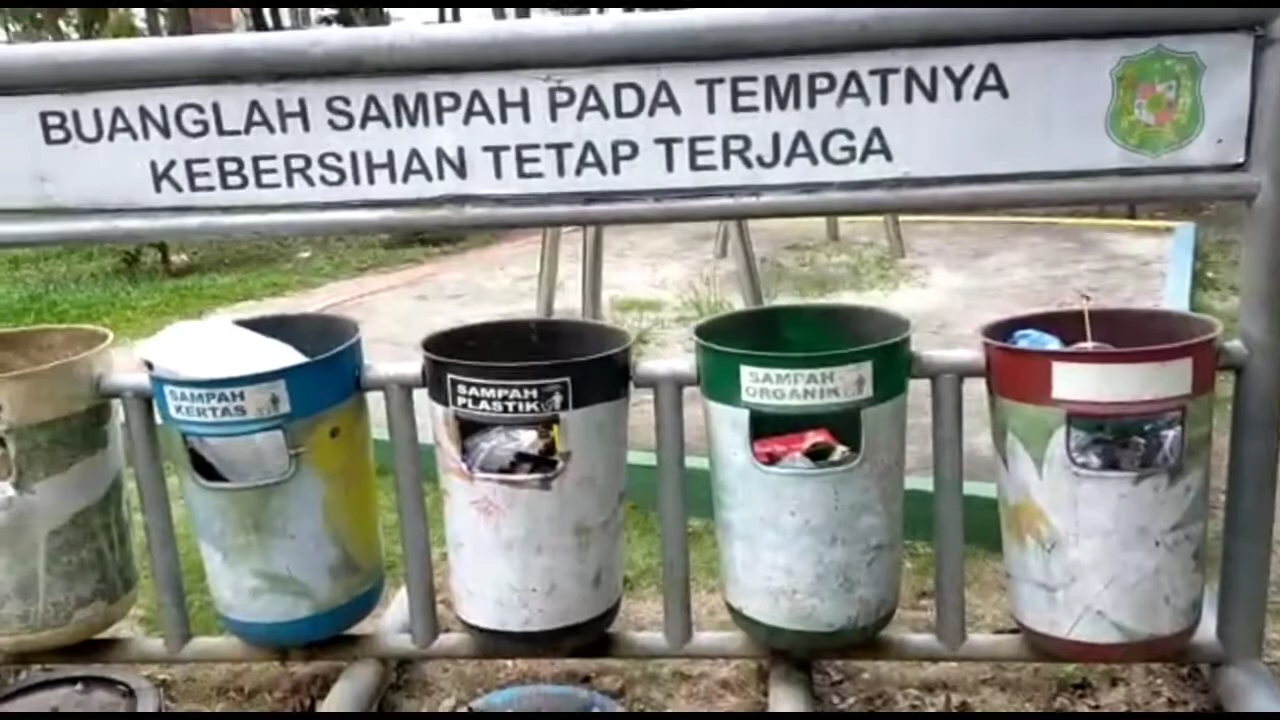 BUANGLAH SAMPAH PADA TEMPATNYA
KEBERSIHAN TETAP TERJAGA
SAMPAH
KERTAS
SAMPAH
PLASTIK
SAMPAH
ORGANIK